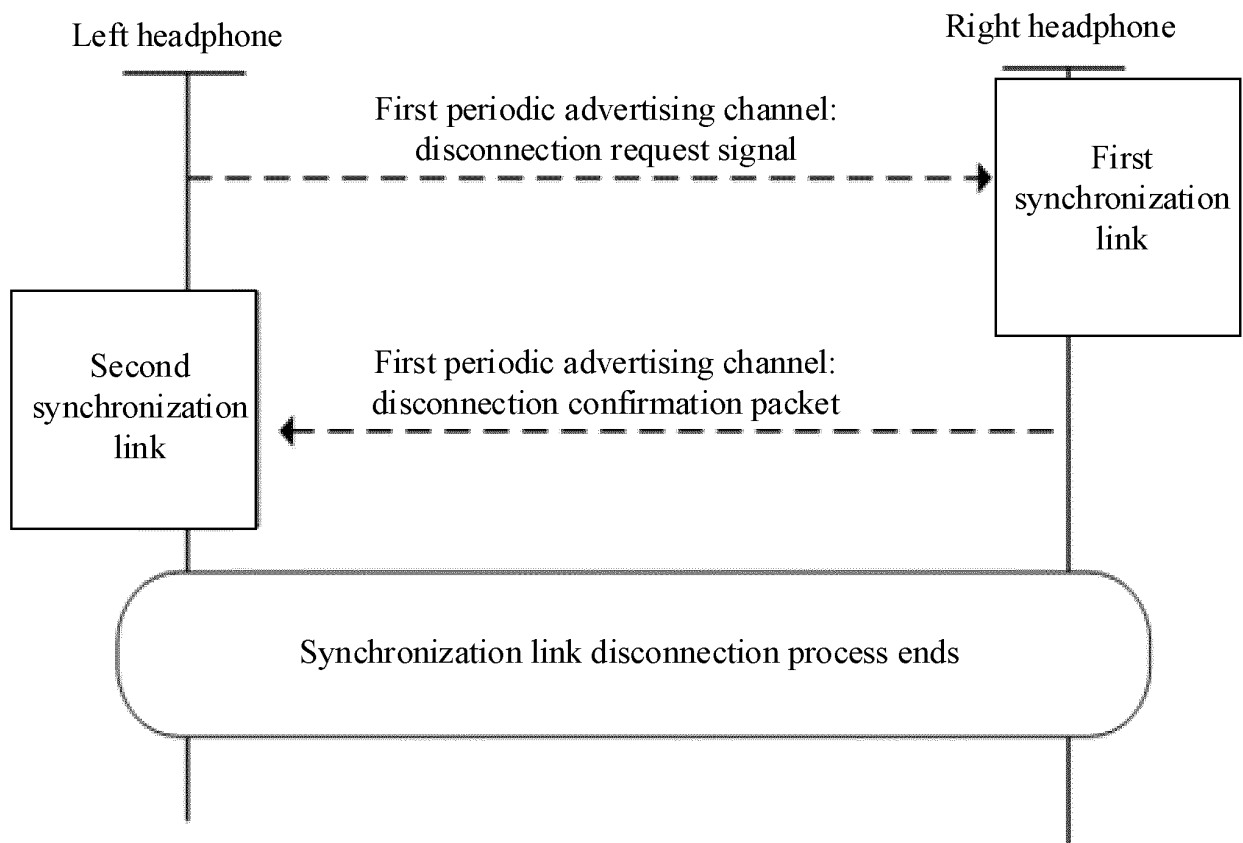 Left headphone
Right headphone
First periodic advertising channel:
disconnection request signal
First
synchronization
link
Second
synchronization
link
First periodic advertising channel:
disconnection confirmation packet
Synchronization link disconnection process ends